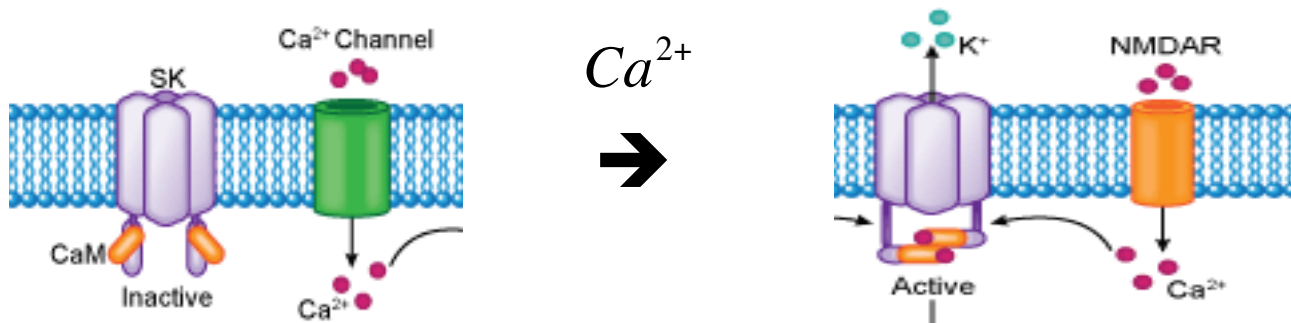 Ca²⁺ Channel
SK
CaM
Inactive
Ca²⁺
Ca²⁺
K⁺
NMDAR
Active
Ca²⁺